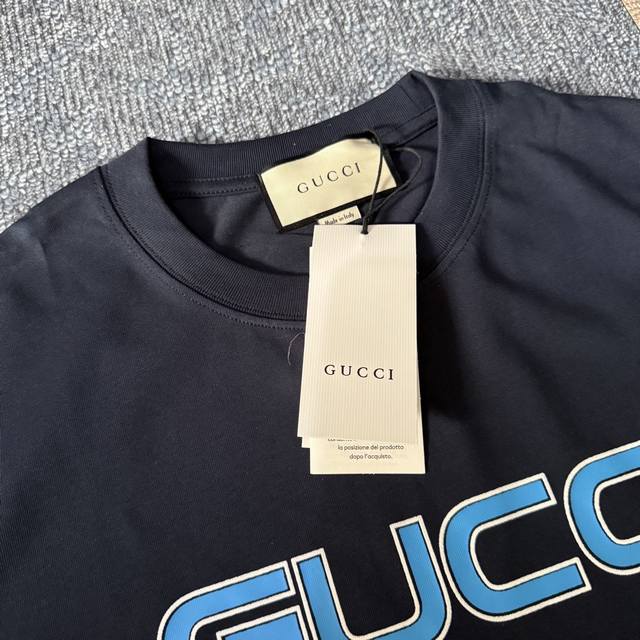 GUCCI
Made in Italy
GUCCI
la posizione del prodotto
dopo l'acquisto.
GUCC